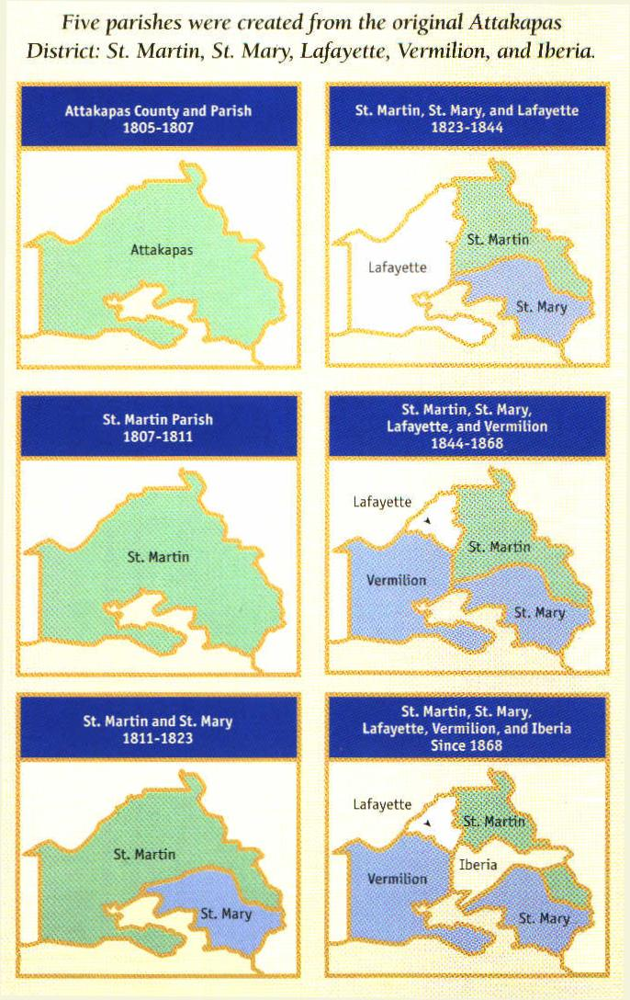 Five parishes were created from the original Attakapas
District: St. Martin, St. Mary, Lafayette, Vermilion, and Iberia.
Attakapas County and Parish
1805-1807
Attakapas
St. Martin, St. Mary, and Lafayette
1823-1844
St. Martin
Lafayette
St. Mary
St. Martin Parish
1807-1811
St. Martin
St. Martin, St. Mary,
Lafayette, and Vermilion
1844-1868
Lafayette
St. Martin
Vermilion
St. Mary
St. Martin and St. Mary
1811-1823
St. Martin
St. Mary
St. Martin, St. Mary,
Lafayette, Vermilion, and Iberia
Since 1868
Lafayette
St. Martin
Iberia
Vermilion
St. Mary